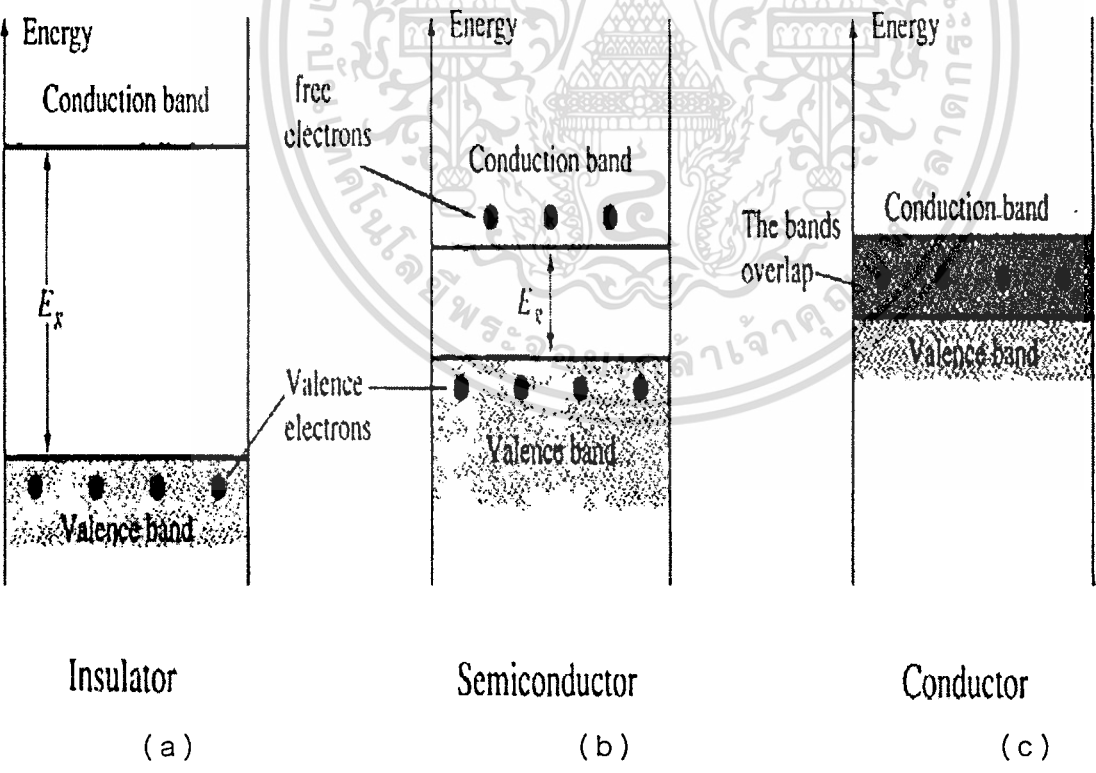 Energy
Conduction band
E_g
Valence band
Insulator
(a)
free
electrons
Valence
electrons
Energy
Conduction band
E_g
Valence band
Semiconductor
(b)
The bands
overlap
Energy
Conduction band
Valence band
Conductor
(c)